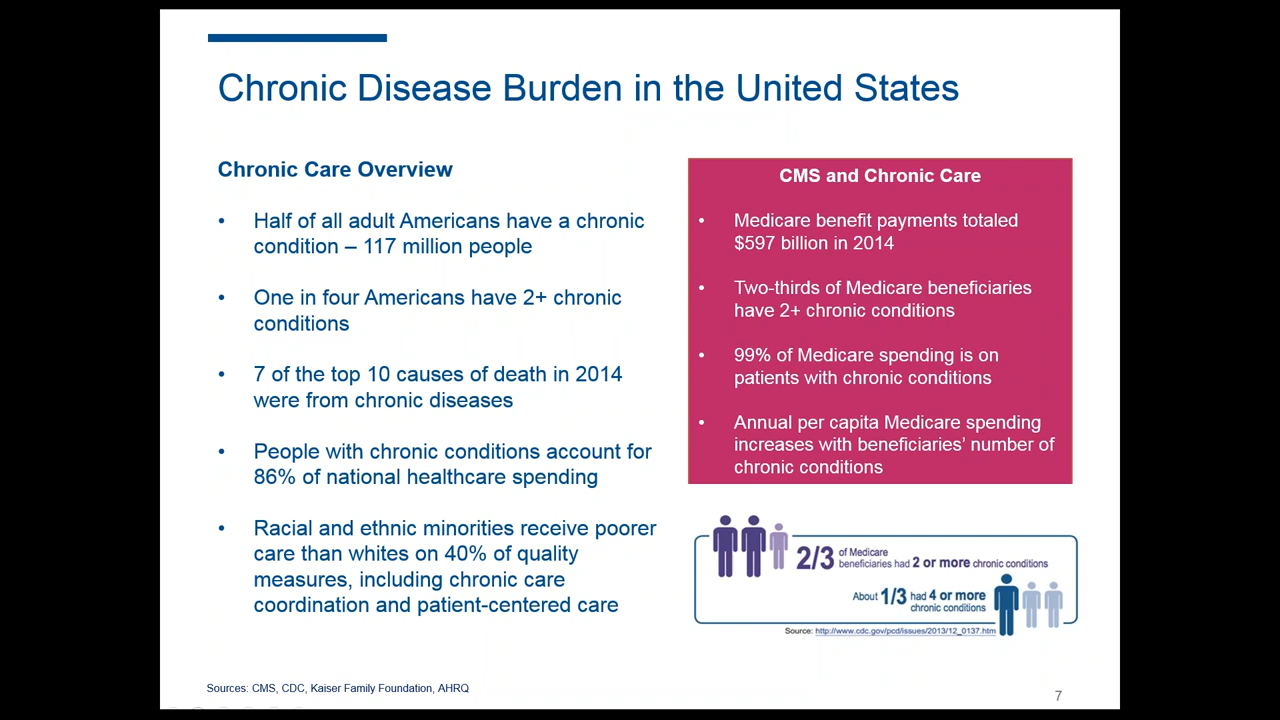 Chronic Disease Burden in the United States
Chronic Care Overview
• Half of all adult Americans have a chronic
condition – 117 million people
• One in four Americans have 2+ chronic
conditions
• 7 of the top 10 causes of death in 2014
were from chronic diseases
• People with chronic conditions account for
86% of national healthcare spending
• Racial and ethnic minorities receive poorer
care than whites on 40% of quality
measures, including chronic care
coordination and patient-centered care
CMS and Chronic Care
• Medicare benefit payments totaled
$597 billion in 2014
• Two-thirds of Medicare beneficiaries
have 2+ chronic conditions
• 99% of Medicare spending is on
patients with chronic conditions
• Annual per capita Medicare spending
increases with beneficiaries’ number of
chronic conditions
2/3 of Medicare
beneficiaries had 2 or more chronic conditions
About 1/3 had 4 or more
chronic conditions
Source: http://www.cdc.gov/pcd/issues/2013/12_0137.htm
Sources: CMS, CDC, Kaiser Family Foundation, AHRQ
7